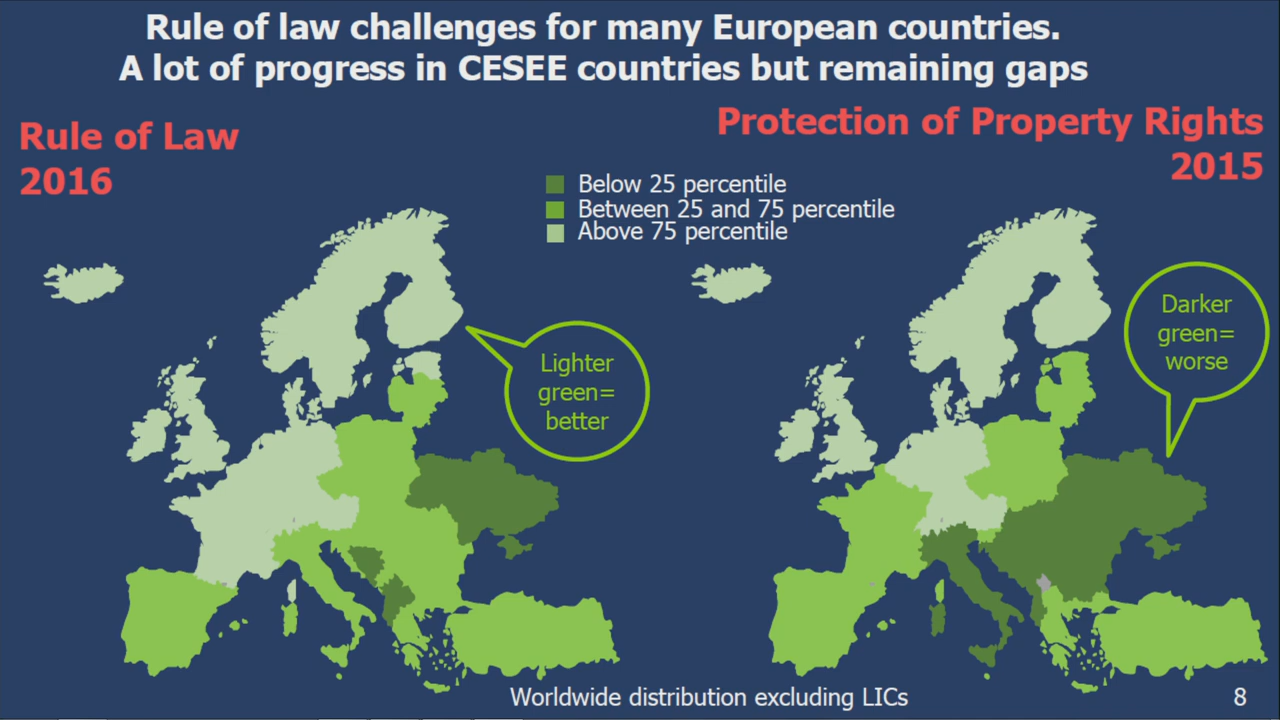 Rule of law challenges for many European countries.
A lot of progress in CESEE countries but remaining gaps
Rule of Law
2016
Protection of Property Rights
2015
Below 25 percentile
Between 25 and 75 percentile
Above 75 percentile
Lighter
green=
better
Darker
green=
worse
Worldwide distribution excluding LICs
8